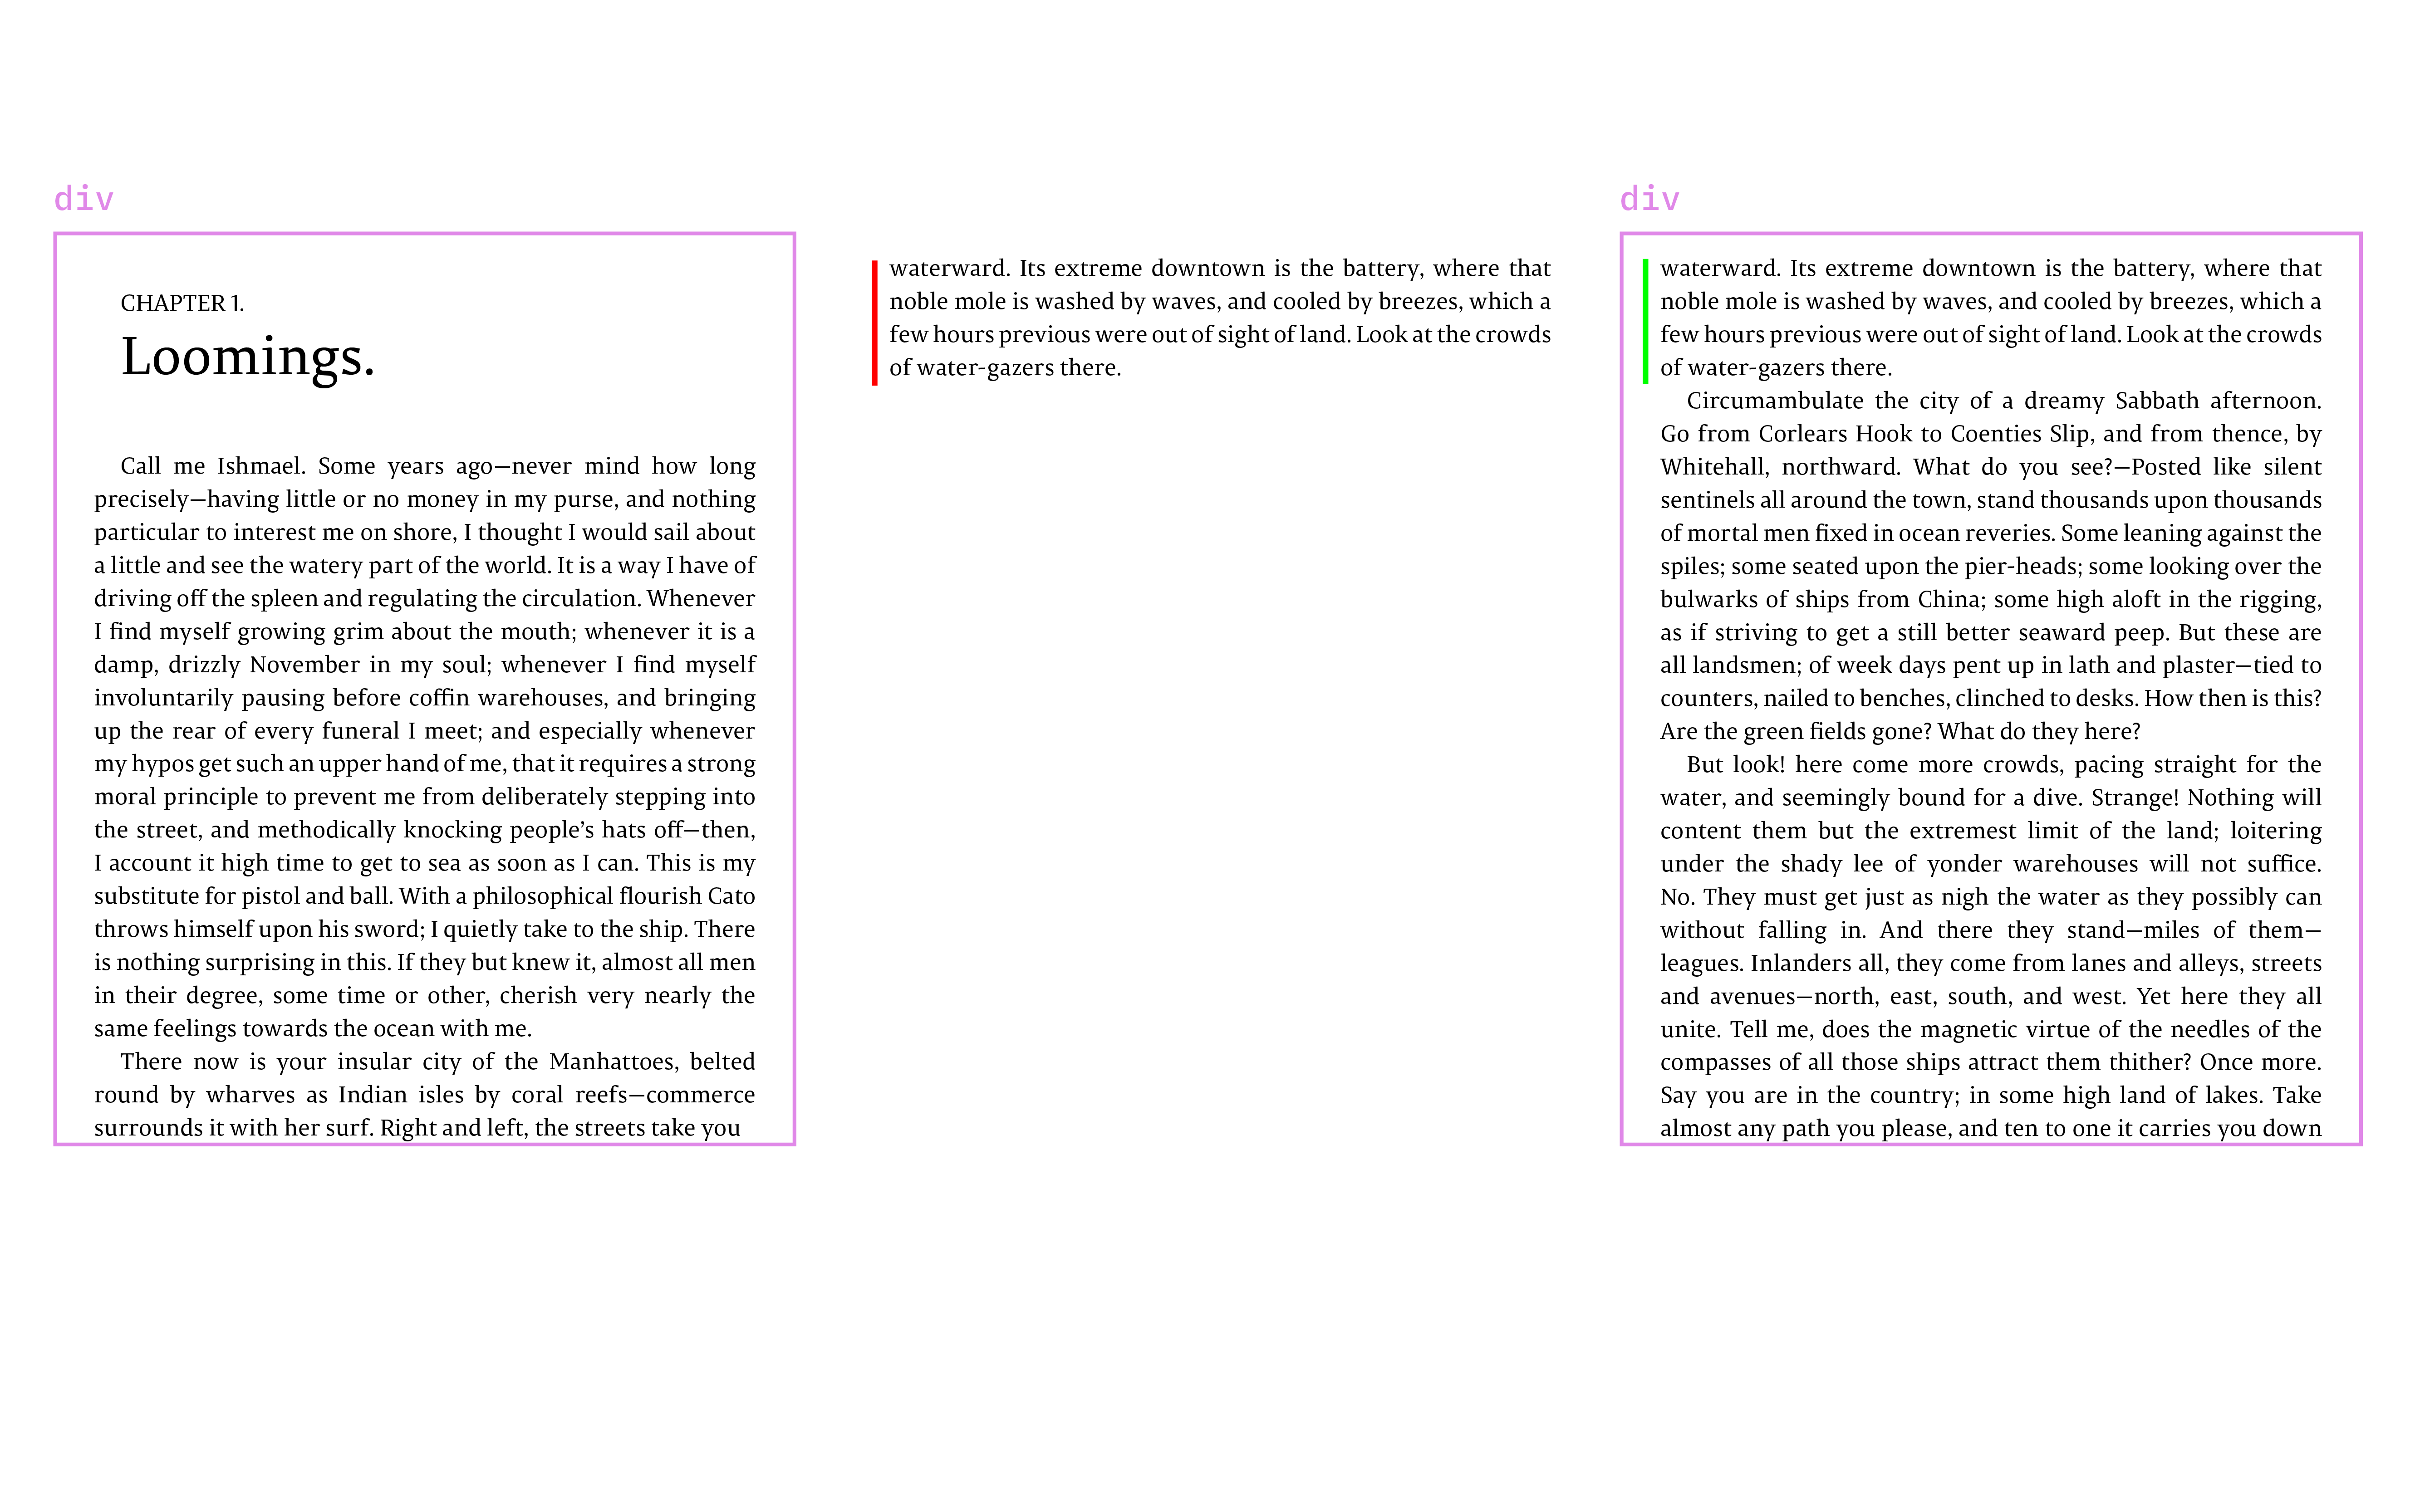 div
CHAPTER 1.
Loomings.
Call me Ishmael. Some years ago—never mind how long
precisely—having little or no money in my purse, and nothing
particular to interest me on shore, I thought I would sail about
a little and see the watery part of the world. It is a way I have of
driving off the spleen and regulating the circulation. Whenever
I find myself growing grim about the mouth; whenever it is a
damp, drizzly November in my soul; whenever I find myself
involuntarily pausing before coffin warehouses, and bringing
up the rear of every funeral I meet; and especially whenever
my hypos get such an upper hand of me, that it requires a strong
moral principle to prevent me from deliberately stepping into
the street, and methodically knocking people’s hats off—then,
I account it high time to get to sea as soon as I can. This is my
substitute for pistol and ball. With a philosophical flourish Cato
throws himself upon his sword; I quietly take to the ship. There
is nothing surprising in this. If they but knew it, almost all men
in their degree, some time or other, cherish very nearly the
same feelings towards the ocean with me.
There now is your insular city of the Manhattoes, belted
round by wharves as Indian isles by coral reefs—commerce
surrounds it with her surf. Right and left, the streets take you
waterward. Its extreme downtown is the battery, where that
noble mole is washed by waves, and cooled by breezes, which a
few hours previous were out of sight of land. Look at the crowds
of water-gazers there.
div
waterward. Its extreme downtown is the battery, where that
noble mole is washed by waves, and cooled by breezes, which a
few hours previous were out of sight of land. Look at the crowds
of water-gazers there.
Circumambulate the city of a dreamy Sabbath afternoon.
Go from Corlears Hook to Coenties Slip, and from thence, by
Whitehall, northward. What do you see?—Posted like silent
sentinels all around the town, stand thousands upon thousands
of mortal men fixed in ocean reveries. Some leaning against the
spiles; some seated upon the pier-heads; some looking over the
bulwarks of ships from China; some high aloft in the rigging,
as if striving to get a still better seaward peep. But these are
all landsmen; of week days pent up in lath and plaster—tied to
counters, nailed to benches, clinched to desks. How then is this?
Are the green fields gone? What do they here?
But look! here come more crowds, pacing straight for the
water, and seemingly bound for a dive. Strange! Nothing will
content them but the extremest limit of the land; loitering
under the shady lee of yonder warehouses will not suffice.
No. They must get just as nigh the water as they possibly can
without falling in. And there they stand—miles of them—
leagues. Inlanders all, they come from lanes and alleys, streets
and avenues—north, east, south, and west. Yet here they all
unite. Tell me, does the magnetic virtue of the needles of the
compasses of all those ships attract them thither? Once more.
Say you are in the country; in some high land of lakes. Take
almost any path you please, and ten to one it carries you down